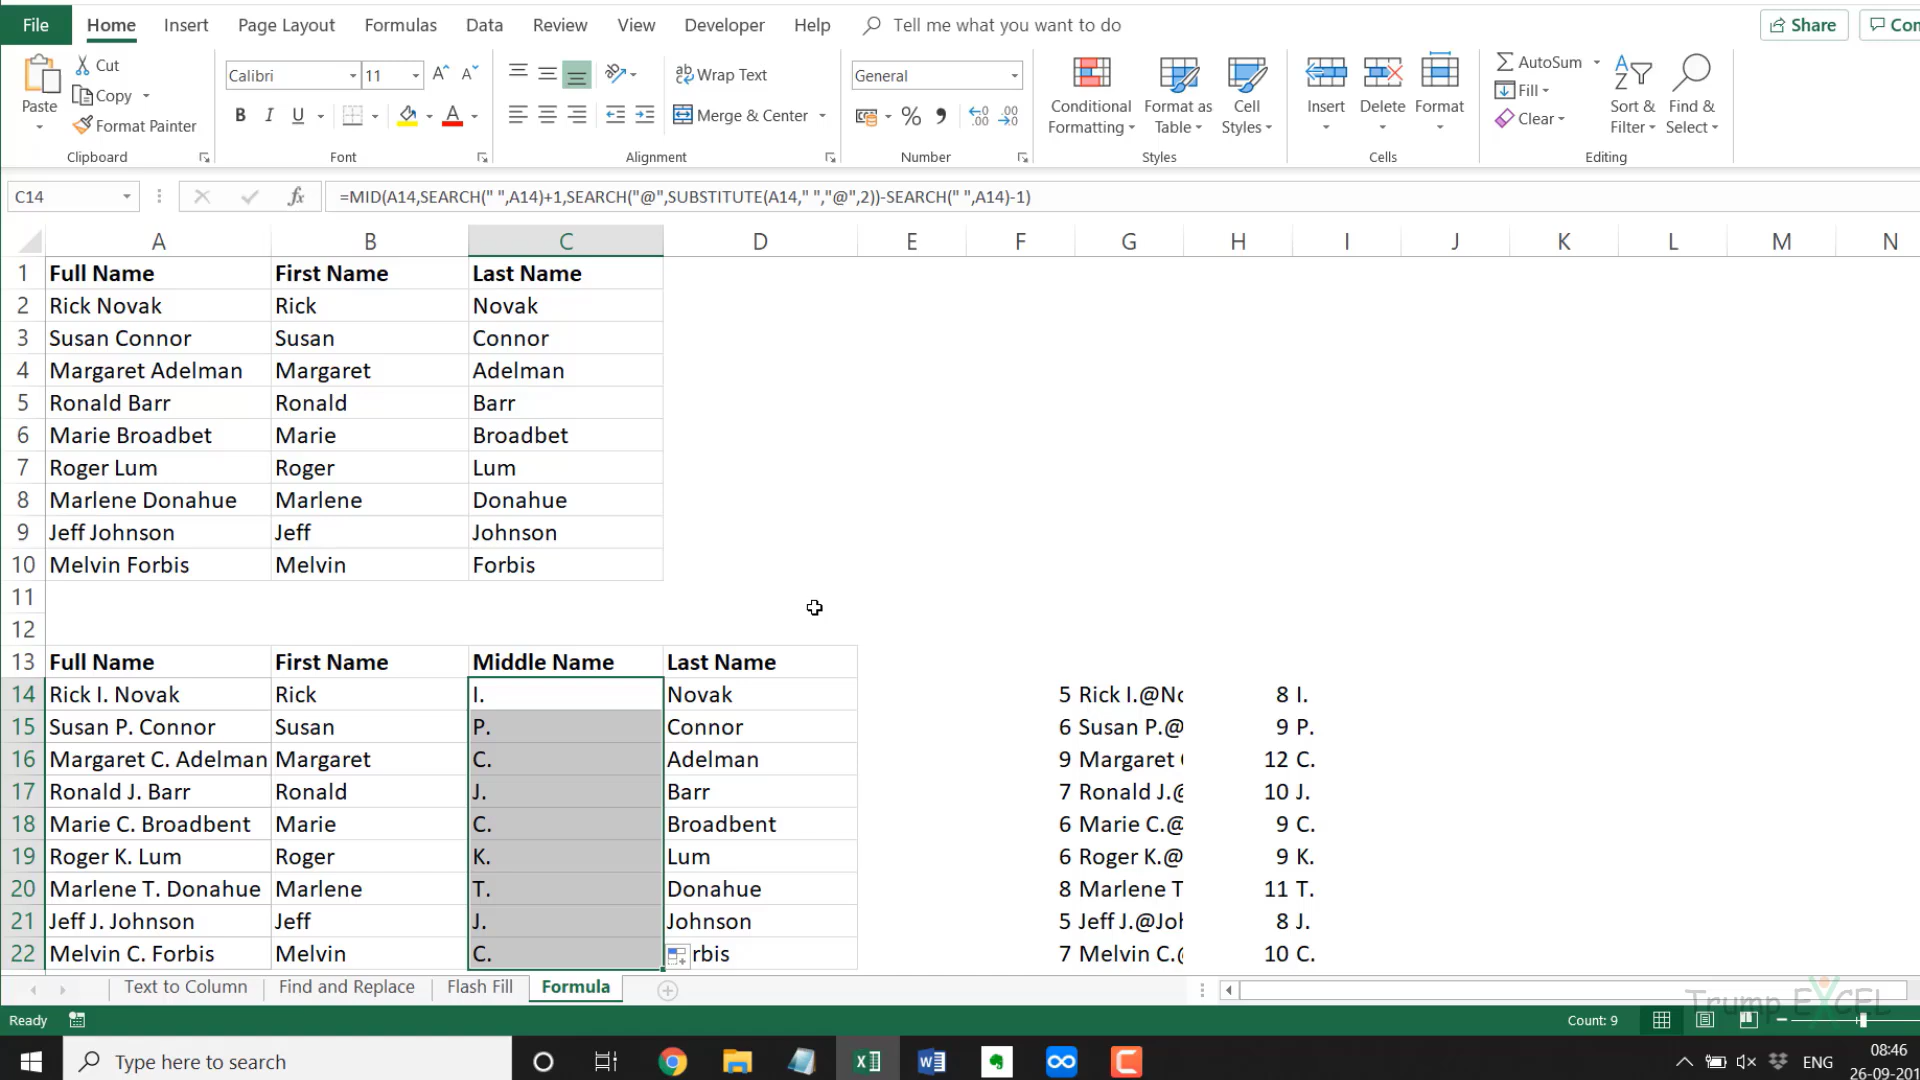 File Home Insert Page Layout Formulas Data Review View Developer Help Tell me what you want to do Share
Cut
Copy
Format Painter
Paste
Clipboard
Calibri 11
B I U
Font
Wrap Text
Merge & Center
Alignment
General
Number
Conditional Formatting
Format as Table
Cell Styles
Styles
Insert Delete Format
Cells
AutoSum
Fill
Clear
Sort & Filter
Find & Select
Editing
C14 fx =MID(A14,SEARCH(" ",A14)+1,SEARCH("@",SUBSTITUTE(A14," ","@",2))-SEARCH(" ",A14)-1)
A B C D E F G H I J K L M N
1 Full Name First Name Last Name
2 Rick Novak Rick Novak
3 Susan Connor Susan Connor
4 Margaret Adelman Margaret Adelman
5 Ronald Barr Ronald Barr
6 Marie Broadbet Marie Broadbet
7 Roger Lum Roger Lum
8 Marlene Donahue Marlene Donahue
9 Jeff Johnson Jeff Johnson
10 Melvin Forbis Melvin Forbis
11
12
13 Full Name First Name Middle Name Last Name
14 Rick I. Novak Rick I. Novak 5 Rick I.@No 8 I.
15 Susan P. Connor Susan P. Connor 6 Susan P.@ 9 P.
16 Margaret C. Adelman Margaret C. Adelman 9 Margaret 12 C.
17 Ronald J. Barr Ronald J. Barr 7 Ronald J.@ 10 J.
18 Marie C. Broadbent Marie C. Broadbent 6 Marie C.@ 9 C.
19 Roger K. Lum Roger K. Lum 6 Roger K.@ 9 K.
20 Marlene T. Donahue Marlene T. Donahue 8 Marlene T 11 T.
21 Jeff J. Johnson Jeff J. Johnson 5 Jeff J.@Joh 8 J.
22 Melvin C. Forbis Melvin C. rbis 7 Melvin C.@ 10 C.
Text to Column Find and Replace Flash Fill Formula
Trump EXCEL
Ready Count: 9
Type here to search
ENG
08:46
26-09-201